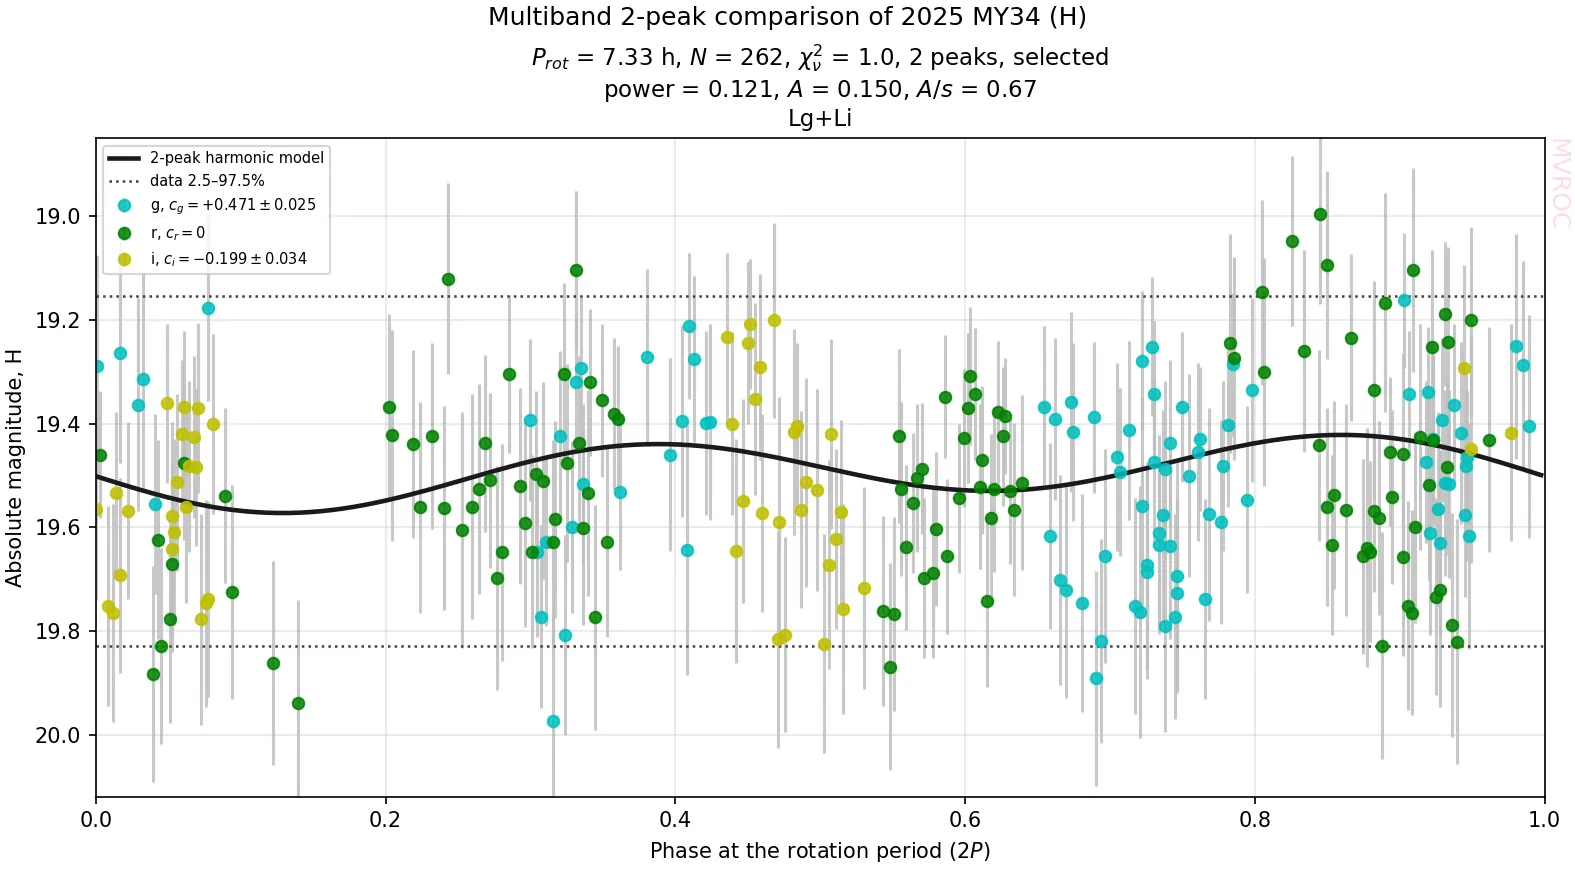 Multiband 2-peak comparison of 2025 MY34 (H)
P_rot = 7.33 h, N = 262, χ²_ν = 1.0, 2 peaks, selected
power = 0.121, A = 0.150, A/s = 0.67
Lg+Li
MVROC
2-peak harmonic model
data 2.5–97.5%
g, c_g = +0.471 ± 0.025
r, c_r = 0
i, c_i = −0.199 ± 0.034
Absolute magnitude, H
19.0
19.2
19.4
19.6
19.8
20.0
0.0 0.2 0.4 0.6 0.8 1.0
Phase at the rotation period (2P)